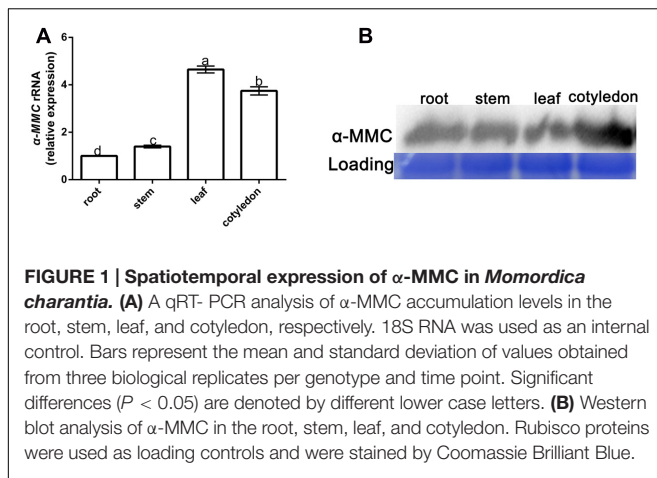 A
B
α-MMC rRNA
(relative expression)
6
4
2
0
d
c
a
b
root
stem
leaf
cotyledon
root stem leaf cotyledon
α-MMC
Loading
FIGURE 1 | Spatiotemporal expression of α-MMC in Momordica
charantia. (A) A qRT- PCR analysis of α-MMC accumulation levels in the
root, stem, leaf, and cotyledon, respectively. 18S RNA was used as an internal
control. Bars represent the mean and standard deviation of values obtained
from three biological replicates per genotype and time point. Significant
differences (P < 0.05) are denoted by different lower case letters. (B) Western
blot analysis of α-MMC in the root, stem, leaf, and cotyledon. Rubisco proteins
were used as loading controls and were stained by Coomassie Brilliant Blue.